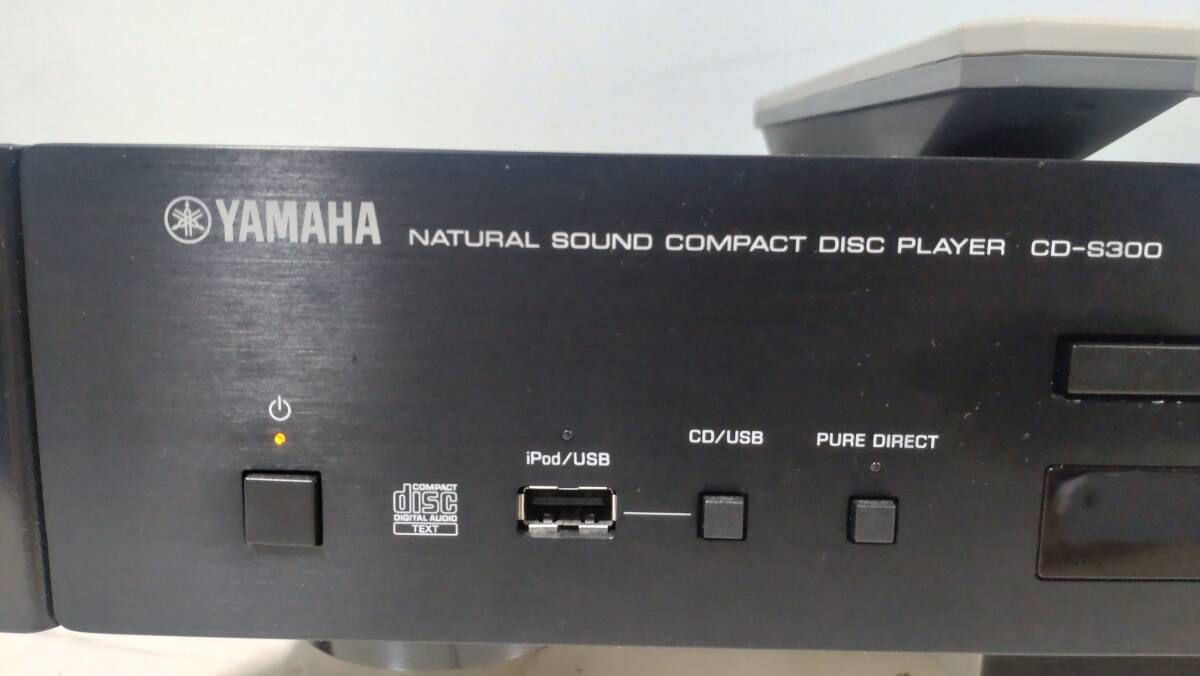 YAMAHA NATURAL SOUND COMPACT DISC PLAYER CD-S300
CD/USB PURE DIRECT
iPod/USB
COMPACT
disc
DIGITAL AUDIO
TEXT